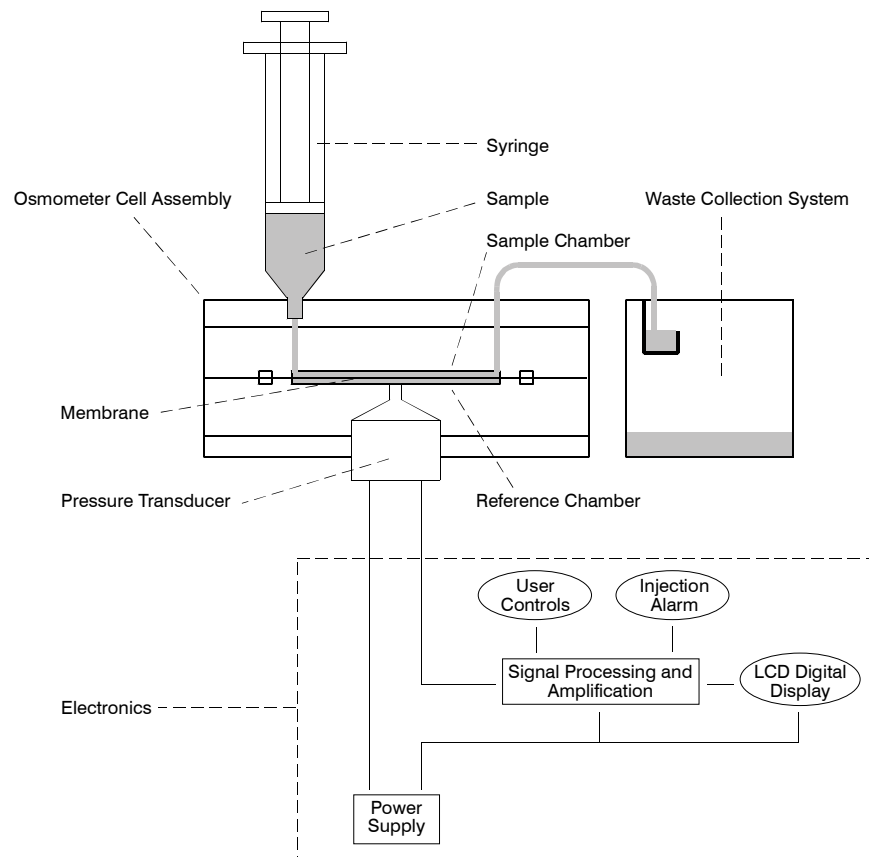 Syringe
Osmometer Cell Assembly
Sample
Waste Collection System
Sample Chamber
Membrane
Pressure Transducer
Reference Chamber
User
Controls
Injection
Alarm
Signal Processing and
Amplification
LCD Digital
Display
Electronics
Power
Supply